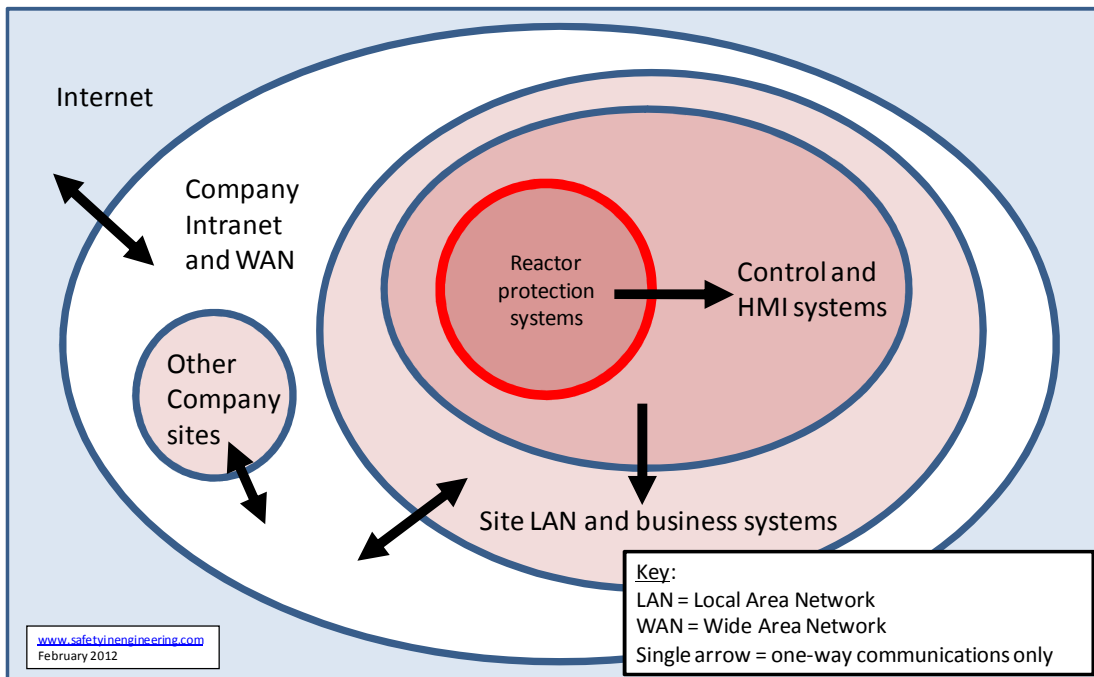 Internet
Company
Intranet
and WAN
Reactor
protection
systems
Control and
HMI systems
Other
Company
sites
Site LAN and business systems
Key:
LAN = Local Area Network
WAN = Wide Area Network
Single arrow = one-way communications only
www.safetyinengineering.com
February 2012